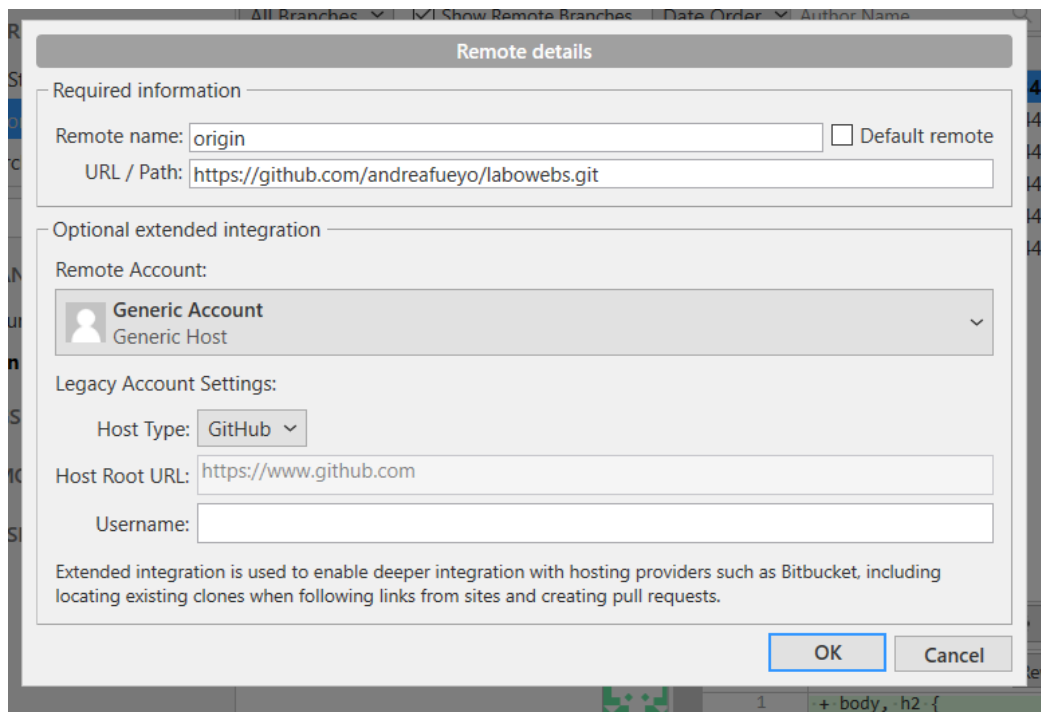 All Branches Show Remote Branches Date Order Author Name
Remote details
Required information
Remote name: origin Default remote
URL / Path: https://github.com/andreafueyo/labowebs.git
Optional extended integration
Remote Account:
Generic Account
Generic Host
Legacy Account Settings:
Host Type: GitHub
Host Root URL: https://www.github.com
Username:
Extended integration is used to enable deeper integration with hosting providers such as Bitbucket, including
locating existing clones when following links from sites and creating pull requests.
OK Cancel
1 + body, h2 {